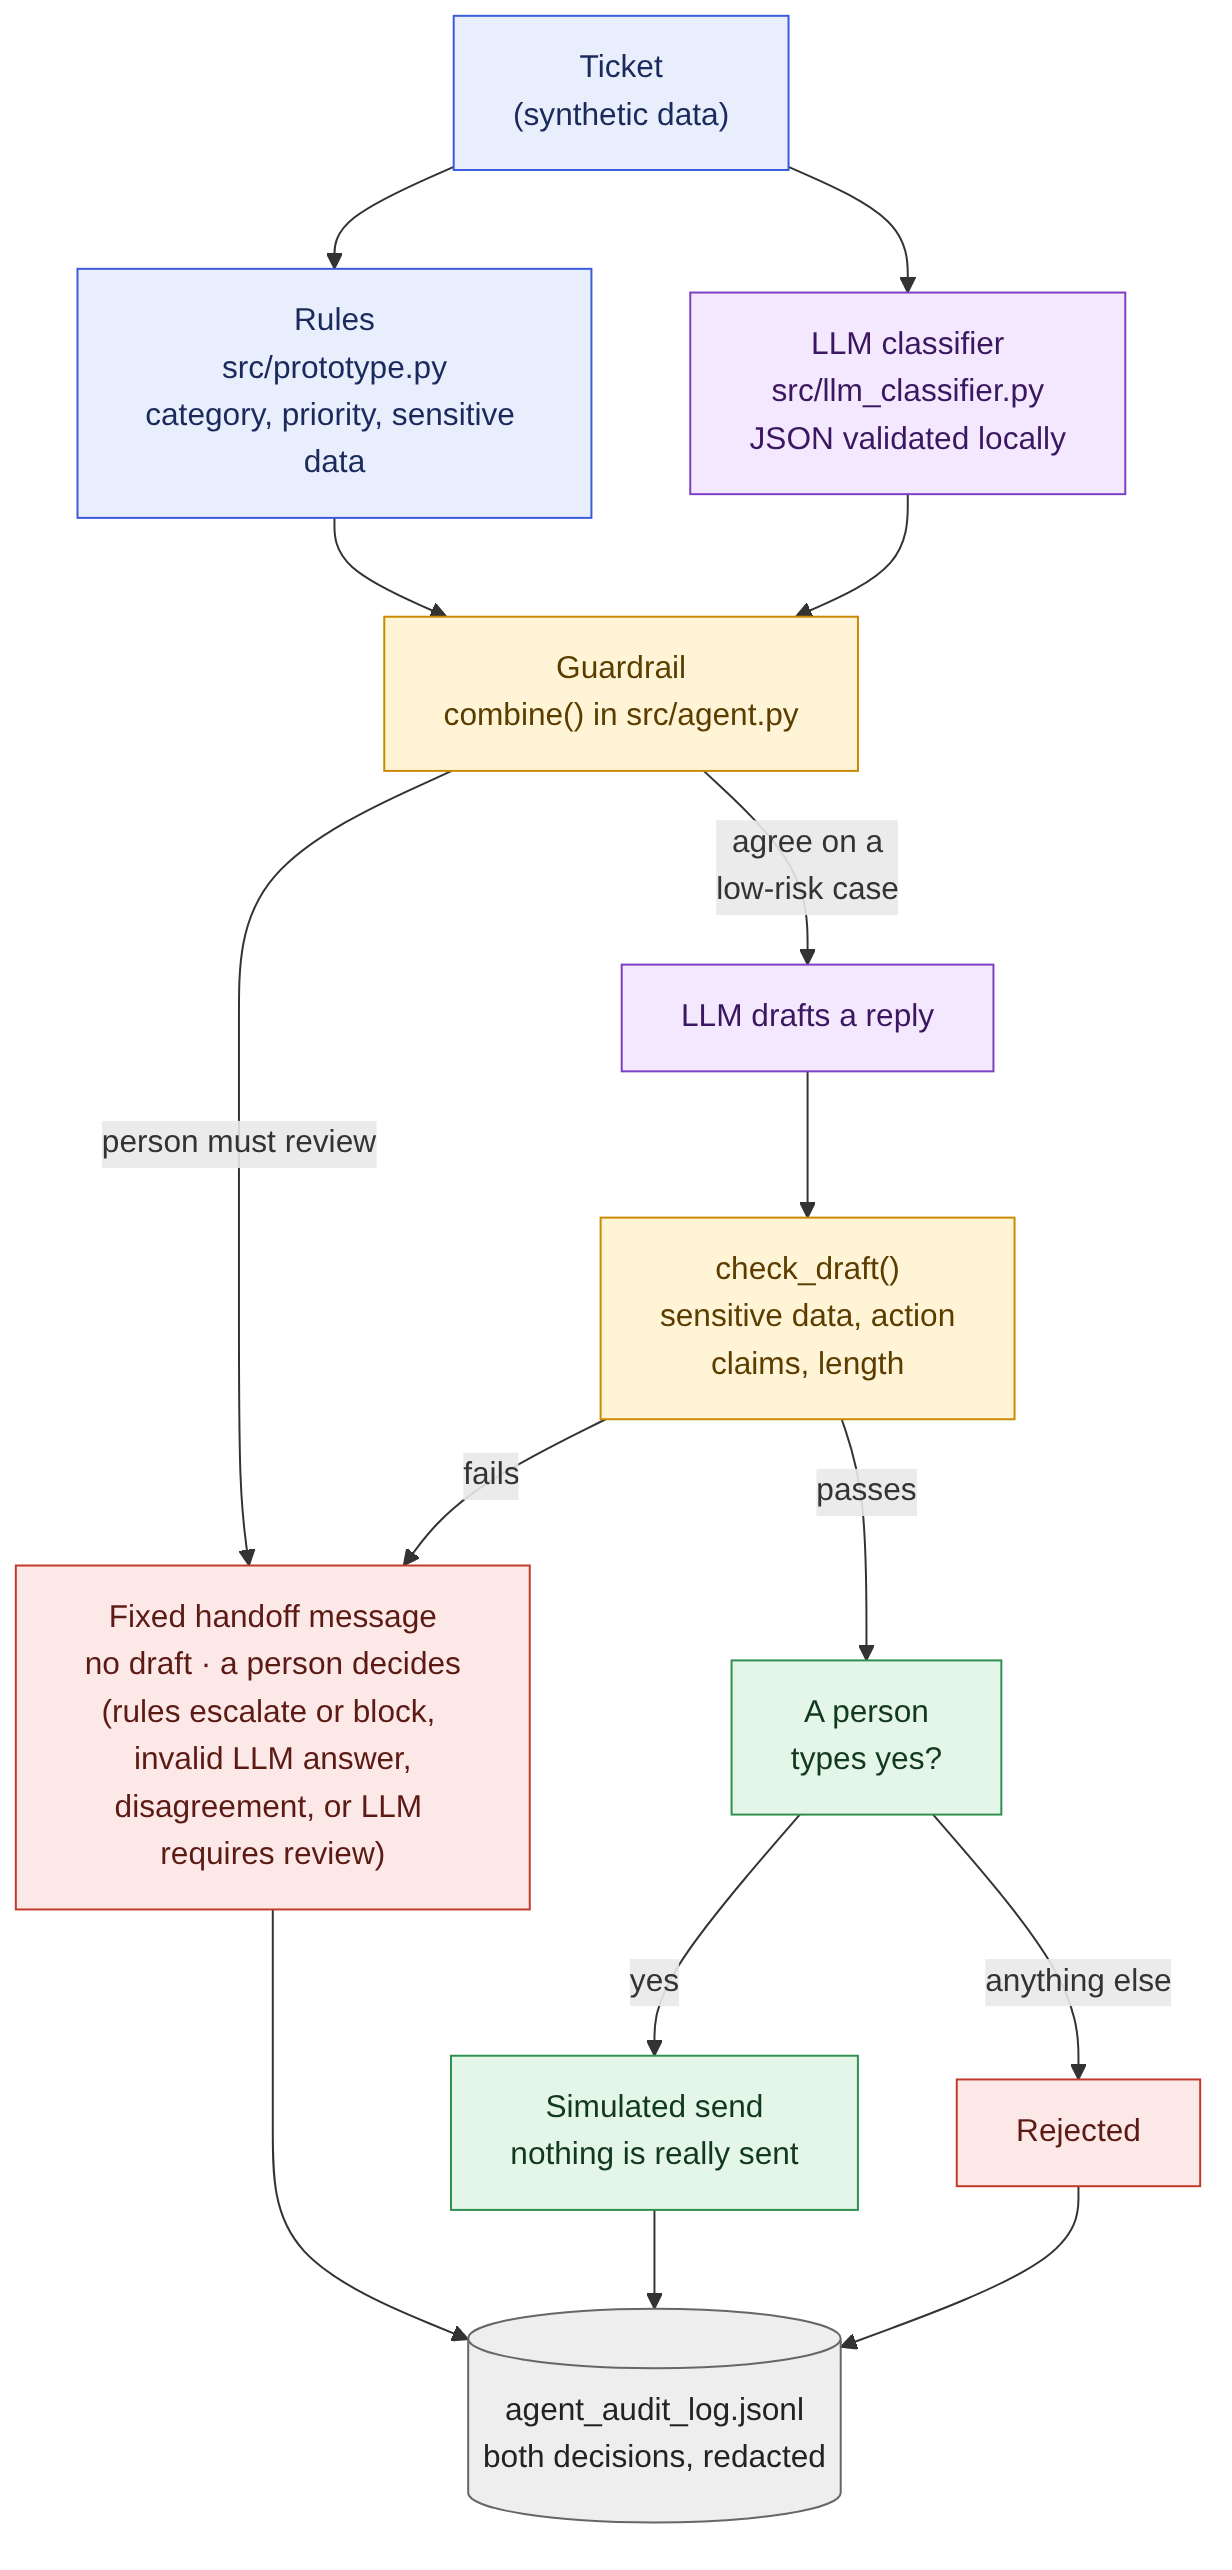 Ticket
(synthetic data)
Rules
src/prototype.py
category, priority, sensitive
data
LLM classifier
src/llm_classifier.py
JSON validated locally
Guardrail
combine() in src/agent.py
agree on a
low-risk case
LLM drafts a reply
person must review
check_draft()
sensitive data, action
claims, length
fails
passes
Fixed handoff message
no draft · a person decides
(rules escalate or block,
invalid LLM answer,
disagreement, or LLM
requires review)
A person
types yes?
yes
anything else
Simulated send
nothing is really sent
Rejected
agent_audit_log.jsonl
both decisions, redacted